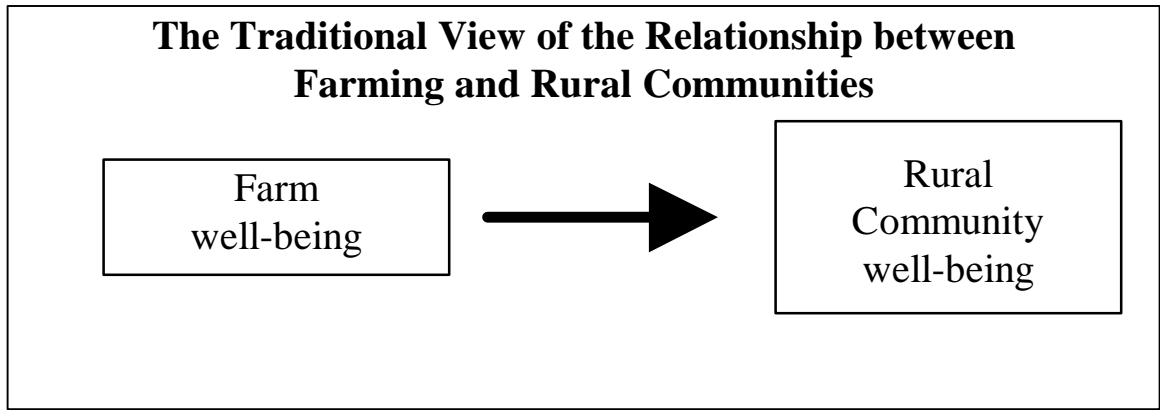 The Traditional View of the Relationship between
Farming and Rural Communities
Farm
well-being
Rural
Community
well-being